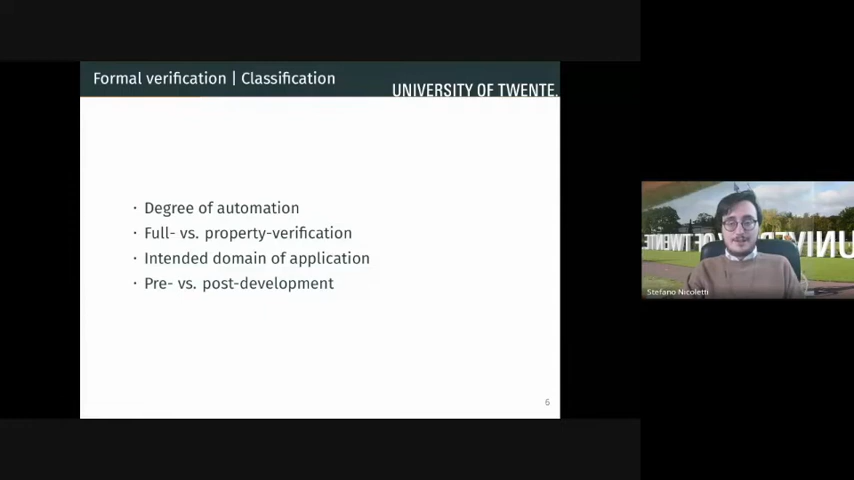 Formal verification | Classification
UNIVERSITY OF TWENTE.
· Degree of automation
· Full- vs. property-verification
· Intended domain of application
· Pre- vs. post-development
6
Stefano Nicoletti